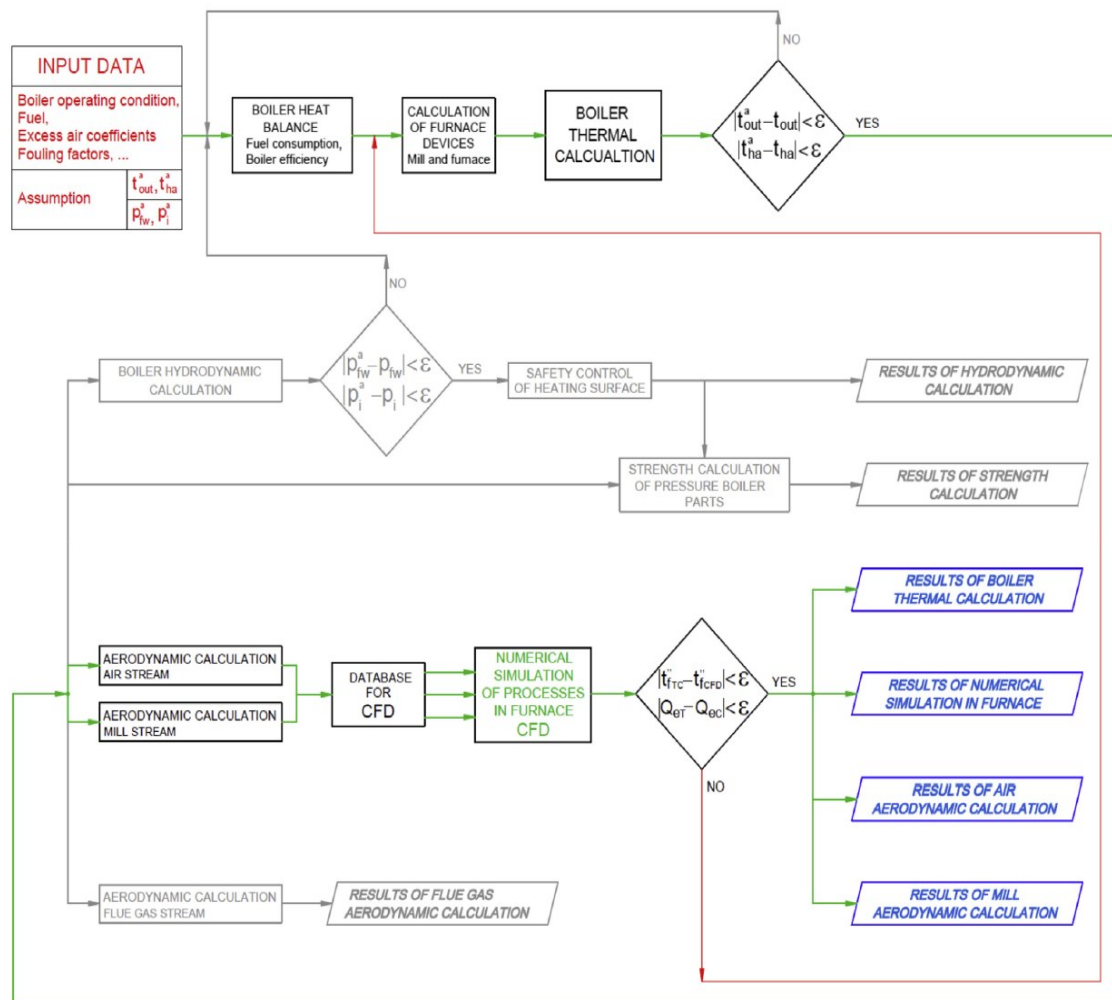 NO
INPUT DATA
Boiler operating condition,
Fuel,
Excess air coefficients
Fouling factors, ...
Assumption
t^a_out, t^a_ha
p^a_fw, p^a_i
BOILER HEAT
BALANCE
Fuel consumption,
Boiler efficiency
CALCULATION
OF FURNACE
DEVICES
Mill and furnace
BOILER
THERMAL
CALCUALTION
|t^a_out–t_out|<ε
|t^a_ha–t_ha|<ε
YES
NO
BOILER HYDRODYNAMIC
CALCULATION
|p^a_fw–p_fw|<ε
|p^a_i – p_i|<ε
YES
SAFETY CONTROL
OF HEATING SURFACE
RESULTS OF HYDRODYNAMIC
CALCULATION
STRENGTH CALCULATION
OF PRESSURE BOILER
PARTS
RESULTS OF STRENGTH
CALCULATION
AERODYNAMIC CALCULATION
AIR STREAM
AERODYNAMIC CALCULATION
MILL STREAM
DATABASE
FOR
CFD
NUMERICAL
SIMULATION
OF PROCESSES
IN FURNACE
CFD
|t"_fTC–t"_fCFD|<ε
|Q_eT–Q_eC|<ε
YES
NO
RESULTS OF BOILER
THERMAL CALCULATION
RESULTS OF NUMERICAL
SIMULATION IN FURNACE
RESULTS OF AIR
AERODYNAMIC CALCULATION
RESULTS OF MILL
AERODYNAMIC CALCULATION
AERODYNAMIC CALCULATION
FLUE GAS STREAM
RESULTS OF FLUE GAS
AERODYNAMIC CALCULATION